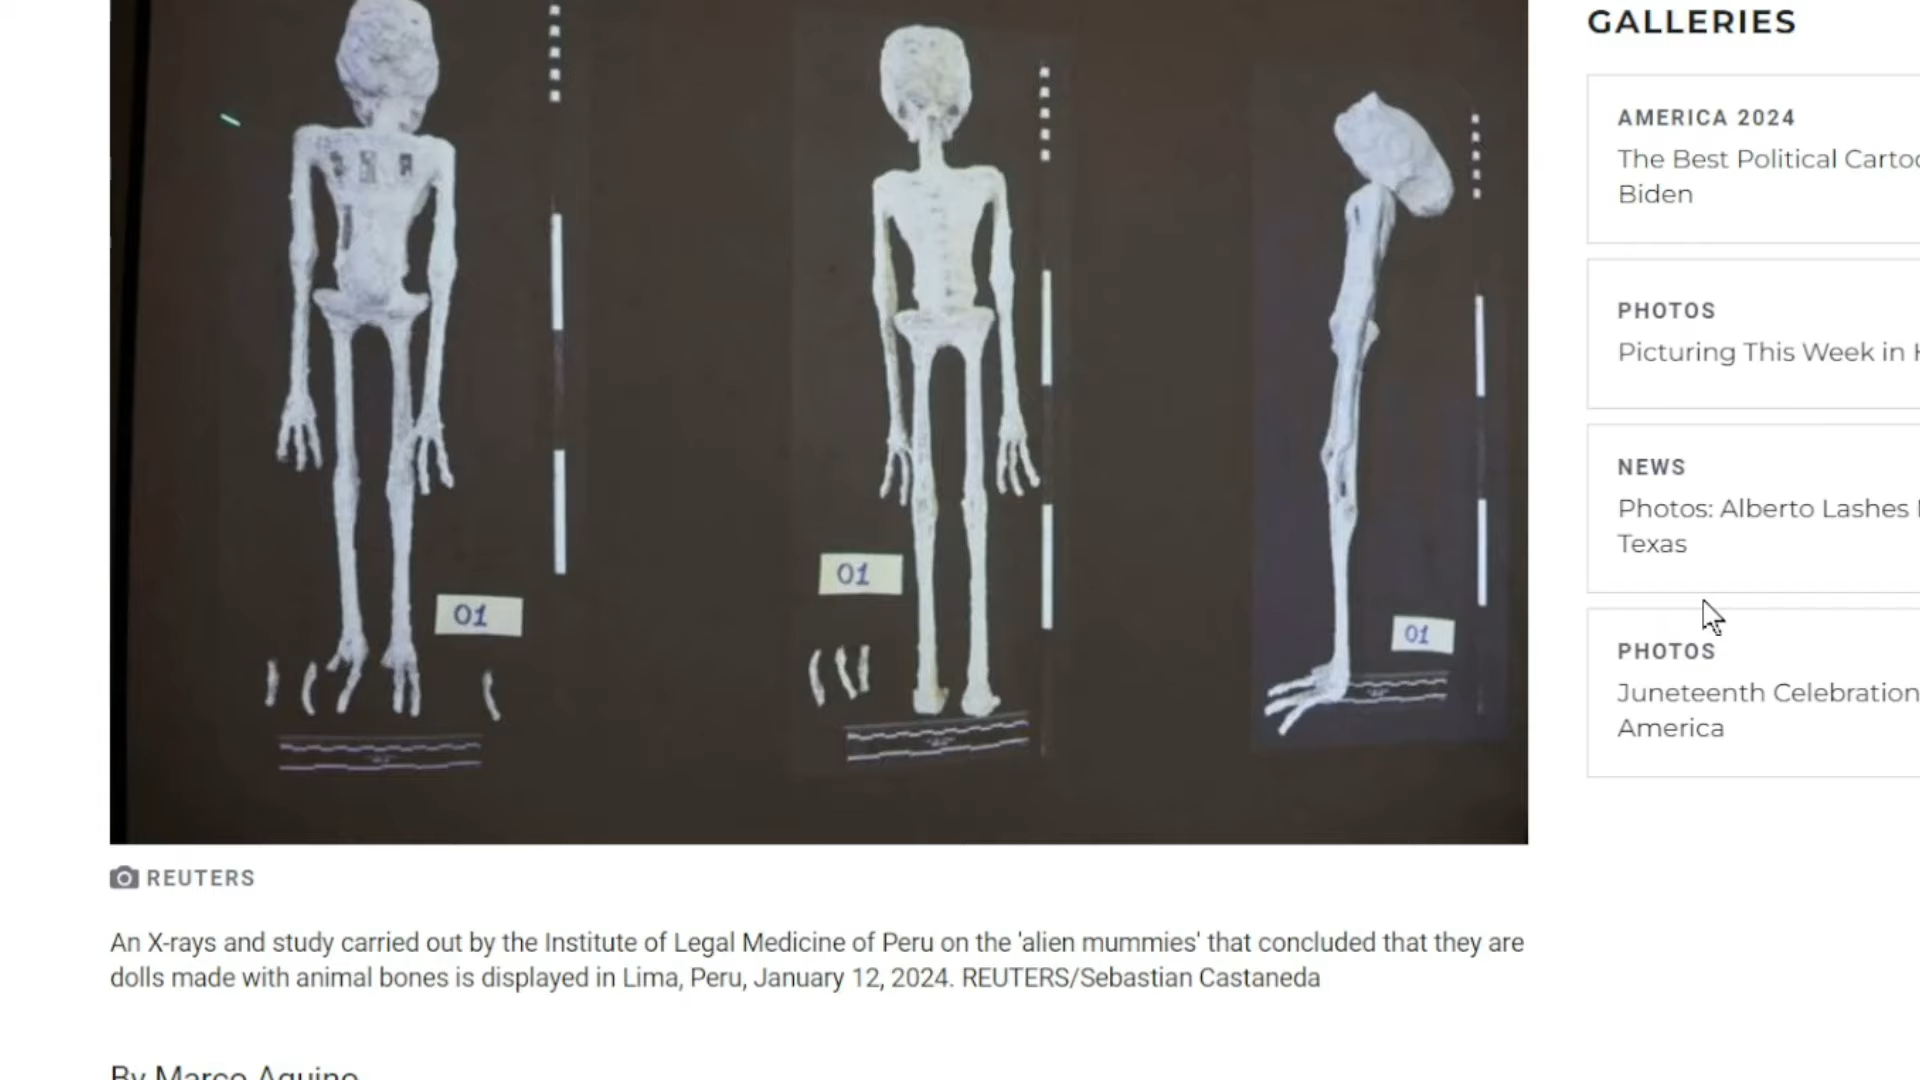 GALLERIES
AMERICA 2024
The Best Political Cartoo
Biden
PHOTOS
Picturing This Week in
NEWS
Photos: Alberto Lashes
Texas
PHOTOS
Juneteenth Celebration
America
01
01
01
REUTERS
An X-rays and study carried out by the Institute of Legal Medicine of Peru on the 'alien mummies' that concluded that they are
dolls made with animal bones is displayed in Lima, Peru, January 12, 2024. REUTERS/Sebastian Castaneda
By Marco Aquino